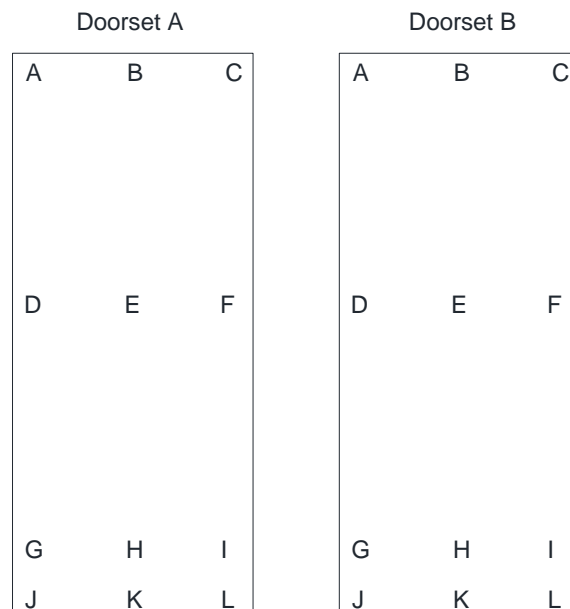 Doorset A Doorset B
A B C A B C
D E F D E F
G H I G H I
J K L J K L